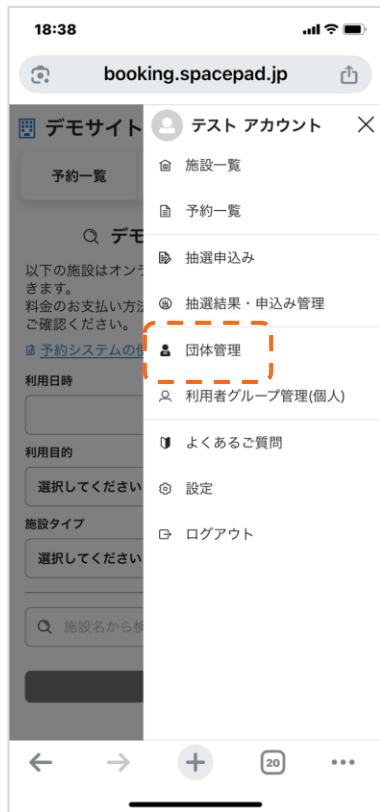 18:38
booking.spacepad.jp
デモサイト
テスト アカウント
予約一覧
デモ
以下の施設はオン
きます。
料金のお支払い方法
ご確認ください。
予約システムの
利用日時
利用目的
選択してください
施設タイプ
選択してください
施設名から検
施設一覧
予約一覧
抽選申込み
抽選結果・申込み管理
団体管理
利用者グループ管理(個人)
よくあるご質問
設定
ログアウト
20